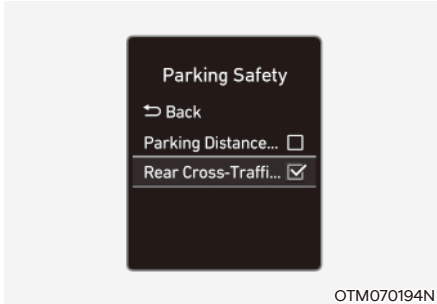 Parking Safety
⮌ Back
Parking Distance...
Rear Cross-Traffi...
OTM070194N